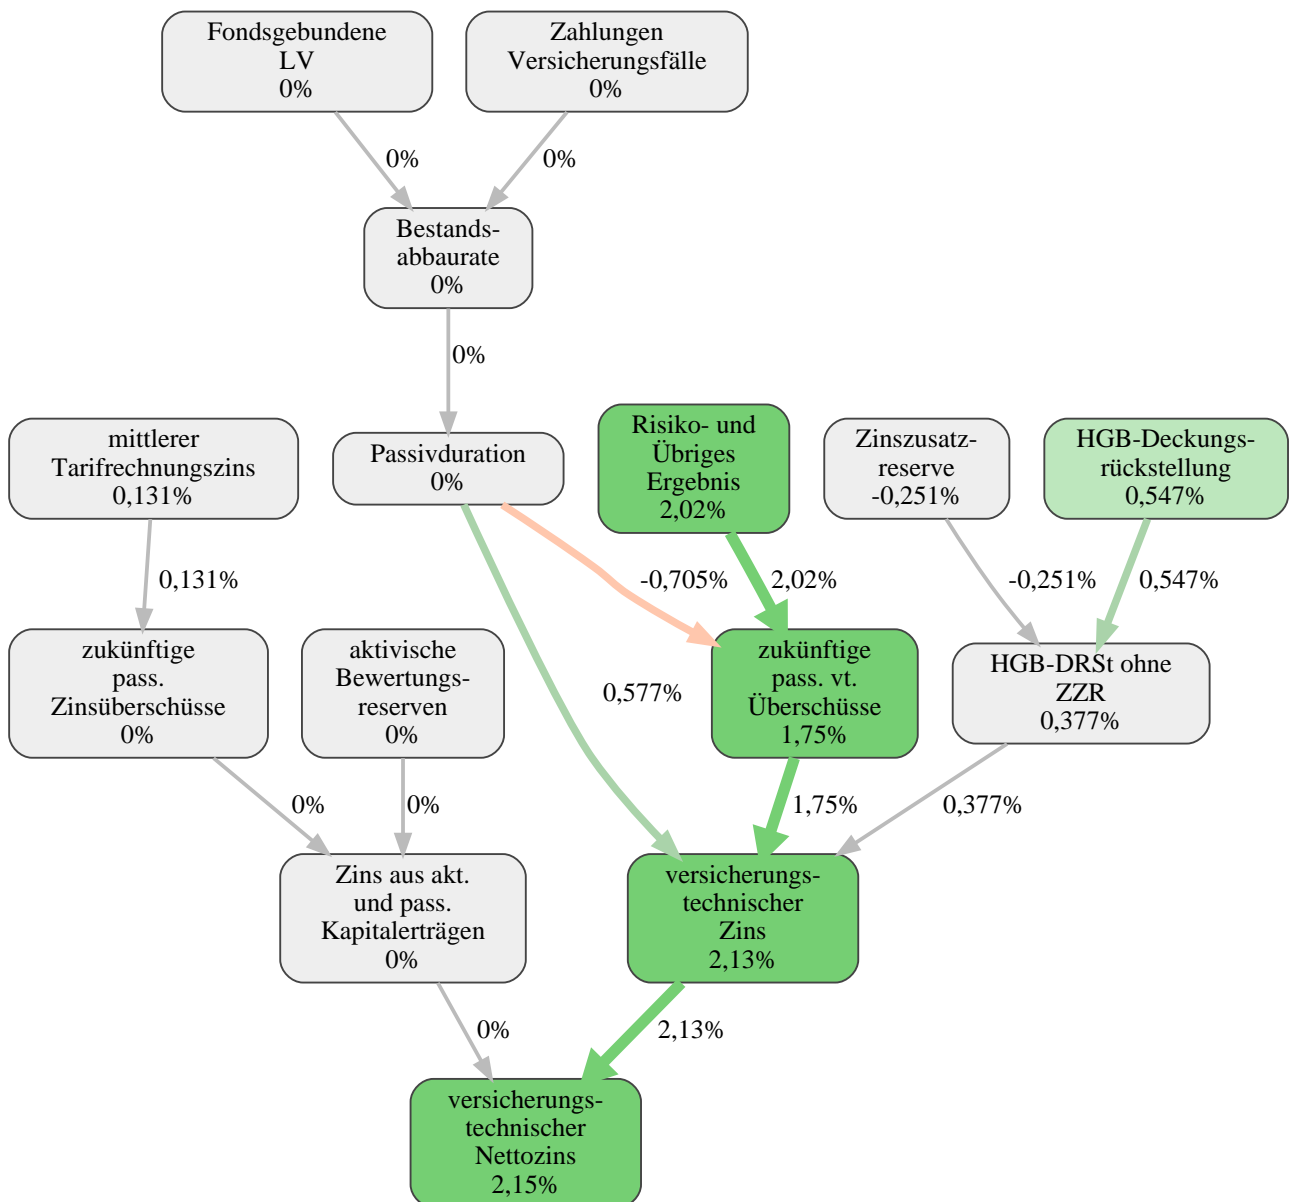 Fondsgebundene
LV
0%
Zahlungen
Versicherungsfälle
0%
0%
0%
Bestands-
abbaurate
0%
0%
mittlerer
Tarifrechnungszins
0,131%
Passivduration
0%
Risiko- und
Übriges
Ergebnis
2,02%
Zinszusatz-
reserve
-0,251%
HGB-Deckungs-
rückstellung
0,547%
0,131%
-0,705%
2,02%
-0,251%
0,547%
zukünftige
pass.
Zinsüberschüsse
0%
aktivische
Bewertungs-
reserven
0%
0,577%
zukünftige
pass. vt.
Überschüsse
1,75%
HGB-DRSt ohne
ZZR
0,377%
0%
0%
1,75%
0,377%
Zins aus akt.
und pass.
Kapitalerträgen
0%
versicherungs-
technischer
Zins
2,13%
0%
2,13%
versicherungs-
technischer
Nettozins
2,15%